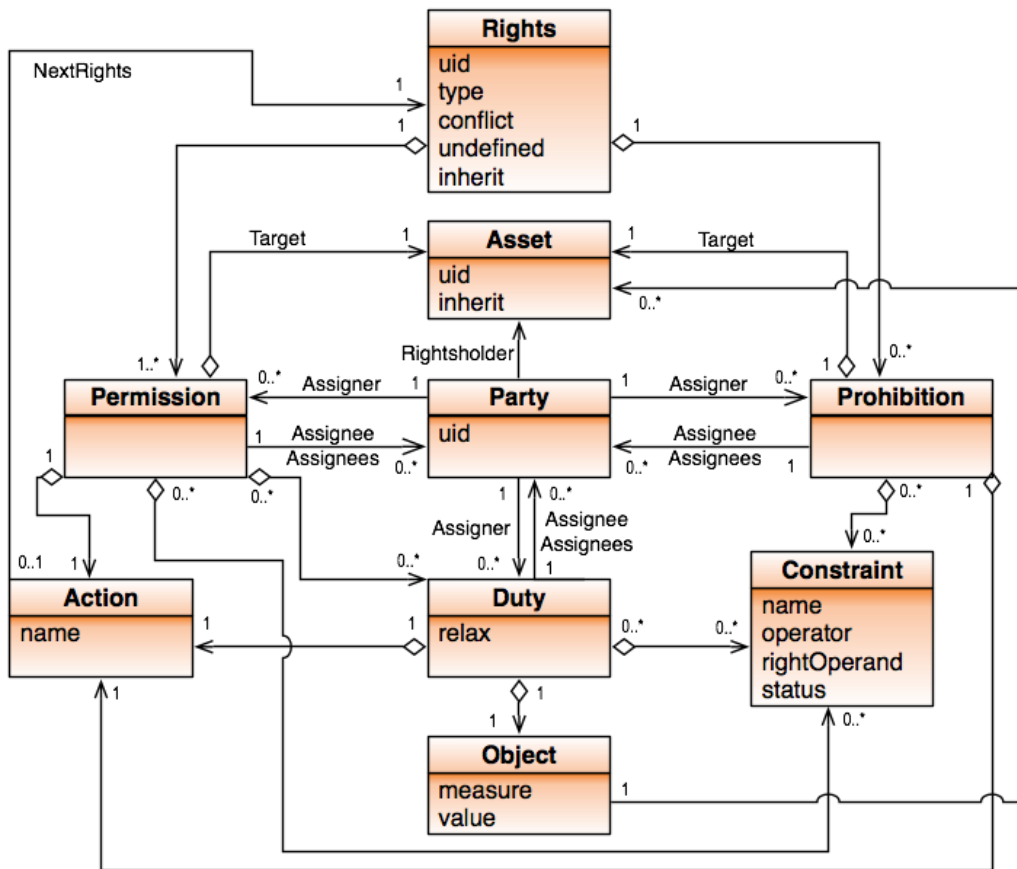 Rights
uid
type
conflict
undefined
inherit
NextRights
1
1
1
Target
1
Asset
1
Target
uid
inherit
0..*
Rightsholder
1..*
1
0..*
Permission
0..*
Assigner
1
Party
1
Assigner
0..*
Prohibition
uid
1
Assignee
Assignees
0..*
Assignee
Assignees
0..*
1
1
0..*
0..*
1
0..*
1
0..*
Assigner
Assignee
Assignees
0..1
1
0..*
0..*
1
0..*
Action
name
Duty
relax
Constraint
name
operator
rightOperand
status
1
1
0..*
0..*
1
1
1
0..*
Object
measure
value
1